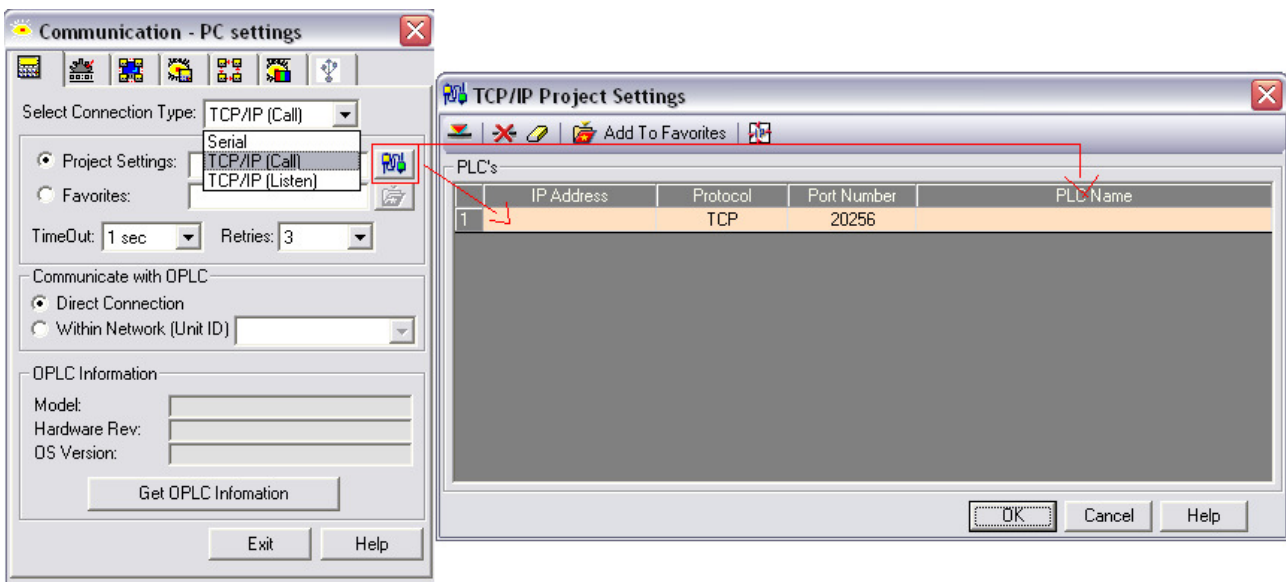 Communication - PC settings
Select Connection Type: TCP/IP (Call)
Serial
TCP/IP (Call)
TCP/IP (Listen)
Project Settings:
Favorites:
TimeOut: 1 sec Retries: 3
Communicate with OPLC
Direct Connection
Within Network (Unit ID)
OPLC Information
Model:
Hardware Rev:
OS Version:
Get OPLC Infomation
Exit Help
TCP/IP Project Settings
Add To Favorites
PLC's
IP Address Protocol Port Number PLC Name
1 TCP 20256
OK Cancel Help